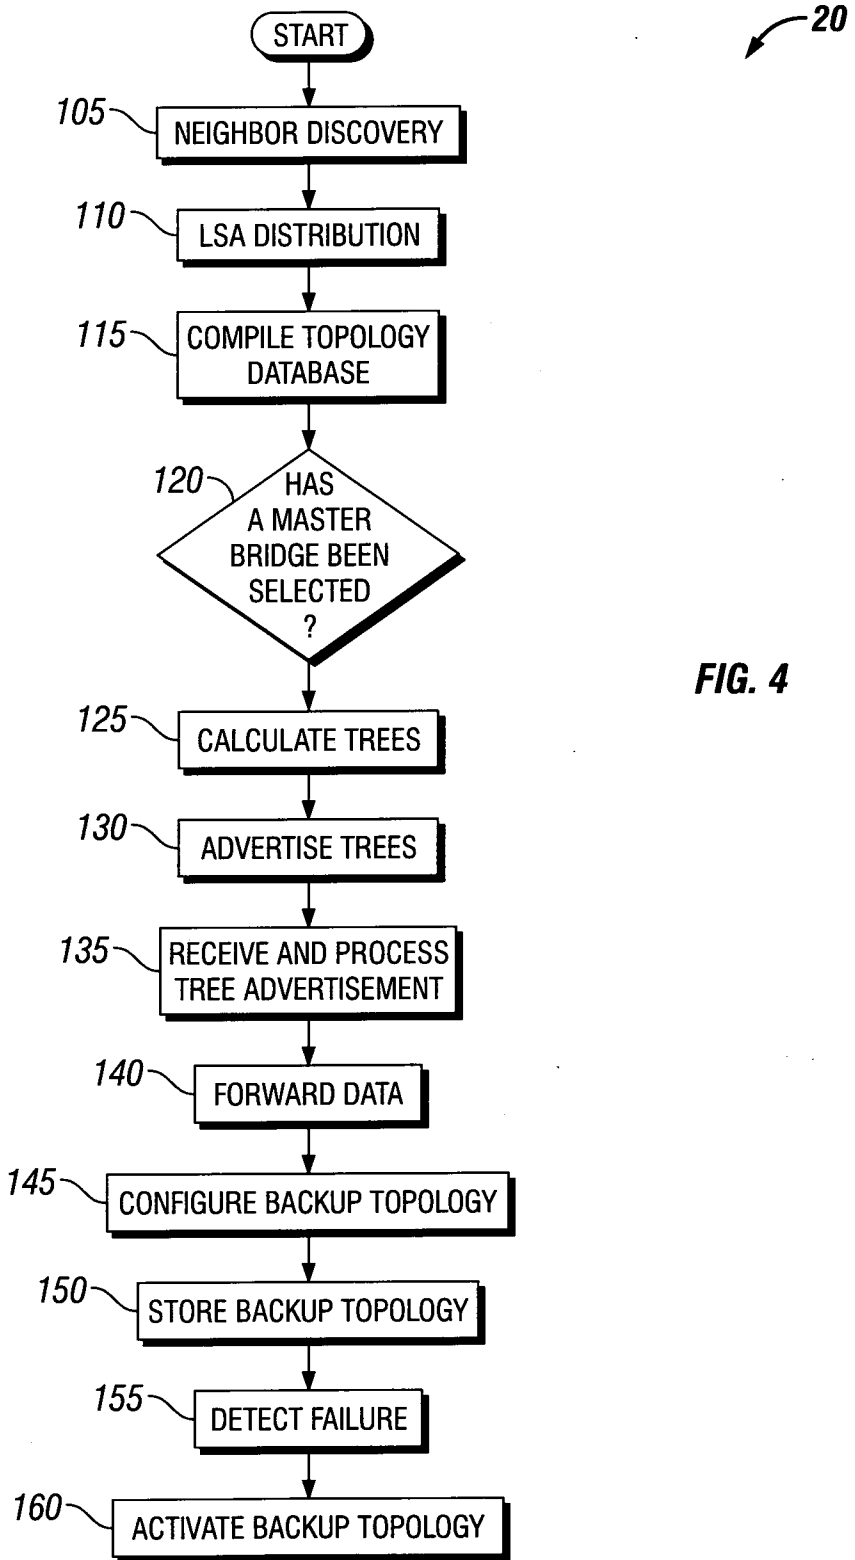 START
20
105
NEIGHBOR DISCOVERY
110
LSA DISTRIBUTION
115
COMPILE TOPOLOGY
DATABASE
120
HAS
A MASTER
BRIDGE BEEN
SELECTED
?
FIG. 4
125
CALCULATE TREES
130
ADVERTISE TREES
135
RECEIVE AND PROCESS
TREE ADVERTISEMENT
140
FORWARD DATA
145
CONFIGURE BACKUP TOPOLOGY
150
STORE BACKUP TOPOLOGY
155
DETECT FAILURE
160
ACTIVATE BACKUP TOPOLOGY